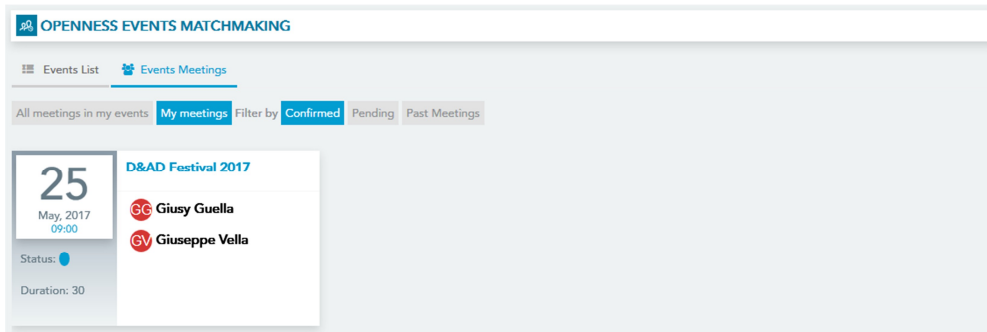 OPENNESS EVENTS MATCHMAKING
Events List Events Meetings
All meetings in my events My meetings Filter by Confirmed Pending Past Meetings
25
May, 2017
09:00
Status:
Duration: 30
D&AD Festival 2017
GG Giusy Guella
GV Giuseppe Vella